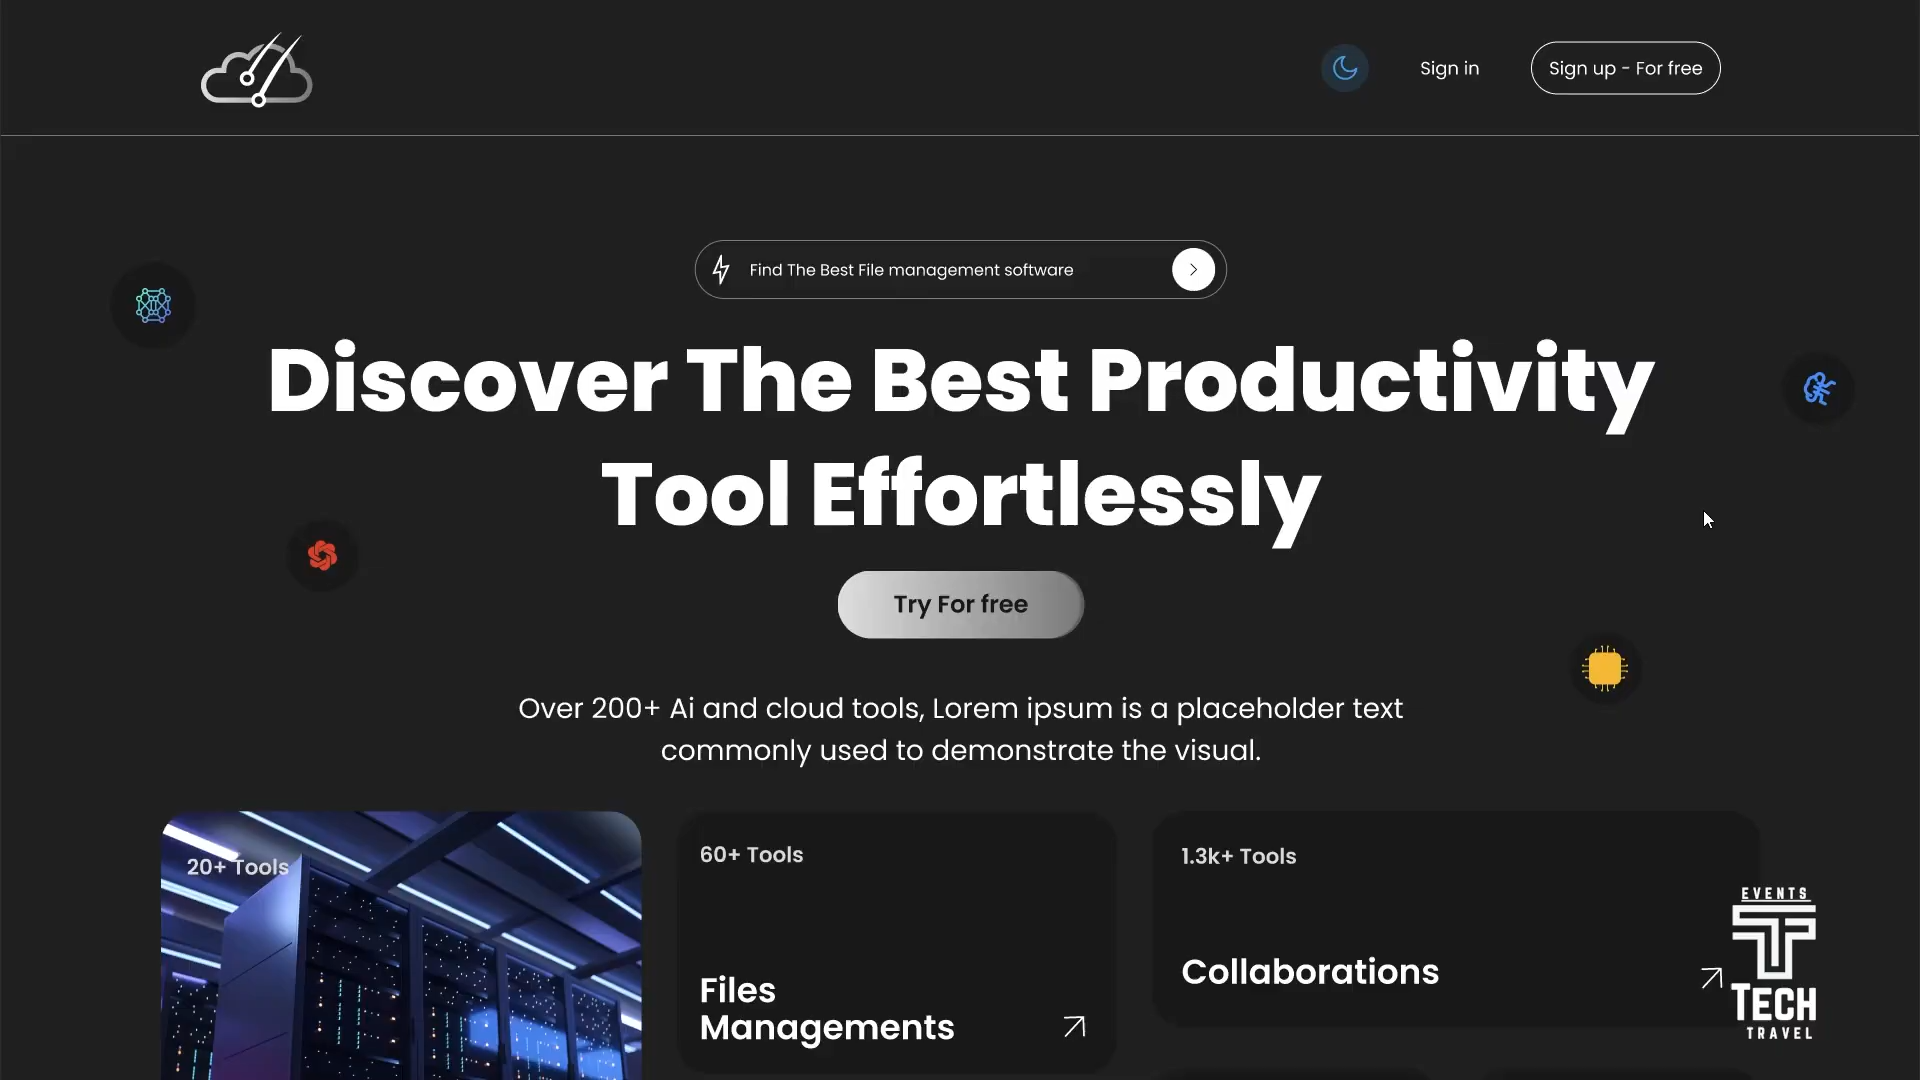 Sign in
Sign up - For free
Find The Best File management software
Discover The Best Productivity
Tool Effortlessly
Try For free
Over 200+ Ai and cloud tools, Lorem ipsum is a placeholder text
commonly used to demonstrate the visual.
20+ Tools
60+ Tools
Files
Managements
1.3k+ Tools
Collaborations
EVENTS
TECH
TRAVEL